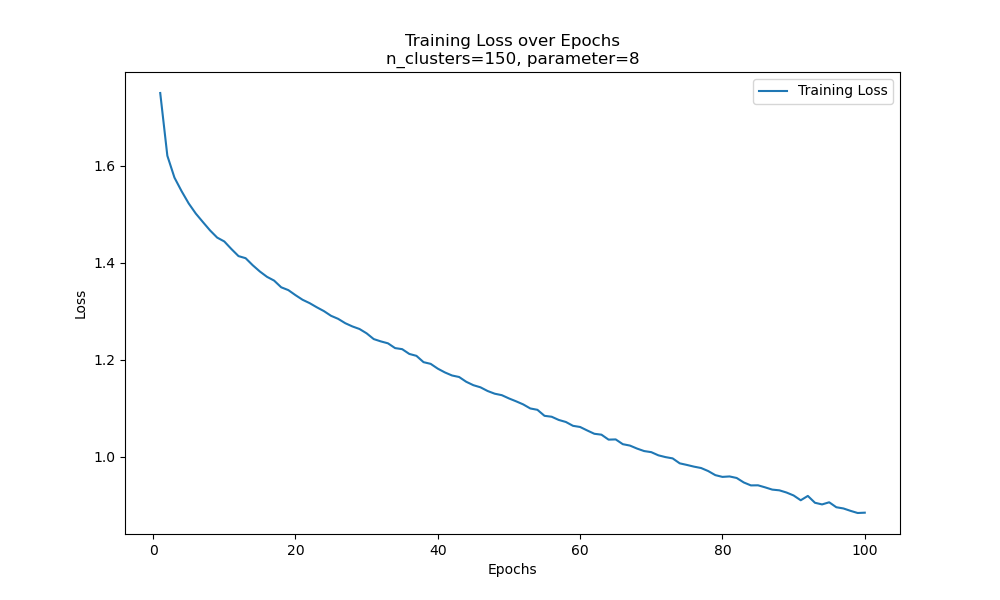 Training Loss over Epochs
n_clusters=150, parameter=8
Training Loss
1.6
1.4
1.2
1.0
Loss
0 20 40 60 80 100
Epochs